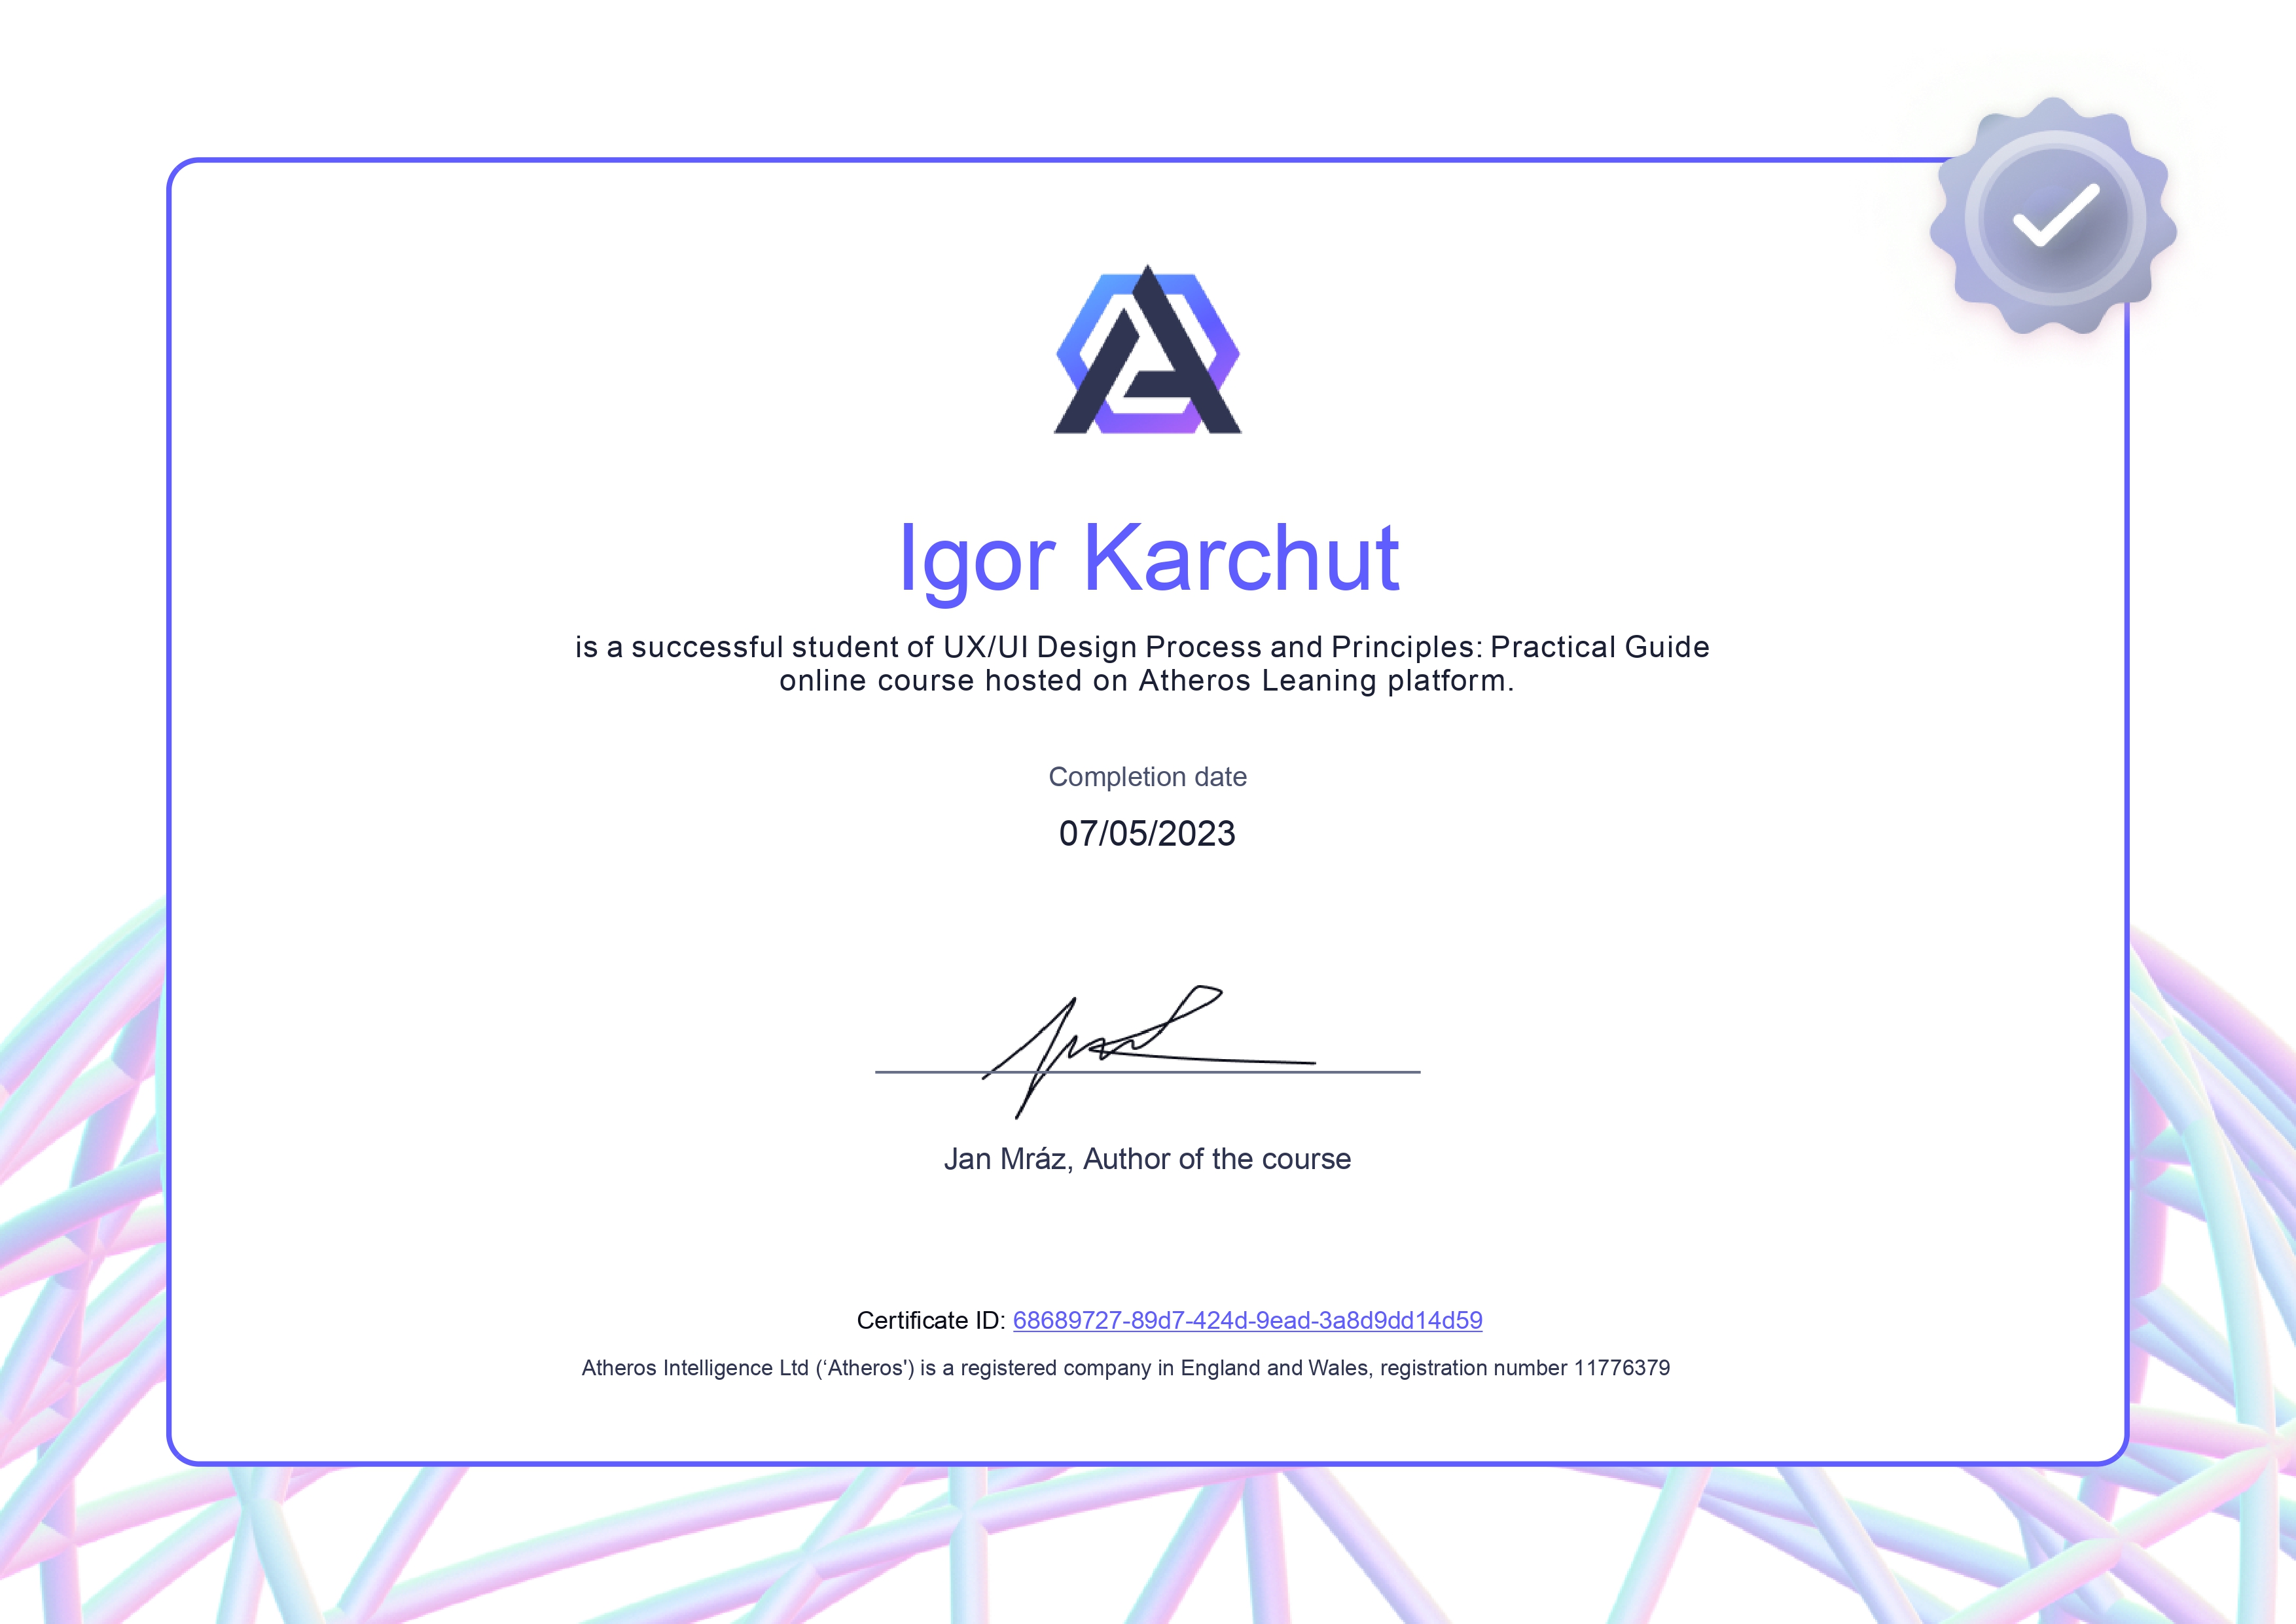 Igor Karchut
is a successful student of UX/UI Design Process and Principles: Practical Guide
online course hosted on Atheros Leaning platform.
Completion date
07/05/2023
Jan Mráz, Author of the course
Certificate ID: 68689727-89d7-424d-9ead-3a8d9dd14d59
Atheros Intelligence Ltd (‘Atheros') is a registered company in England and Wales, registration number 11776379